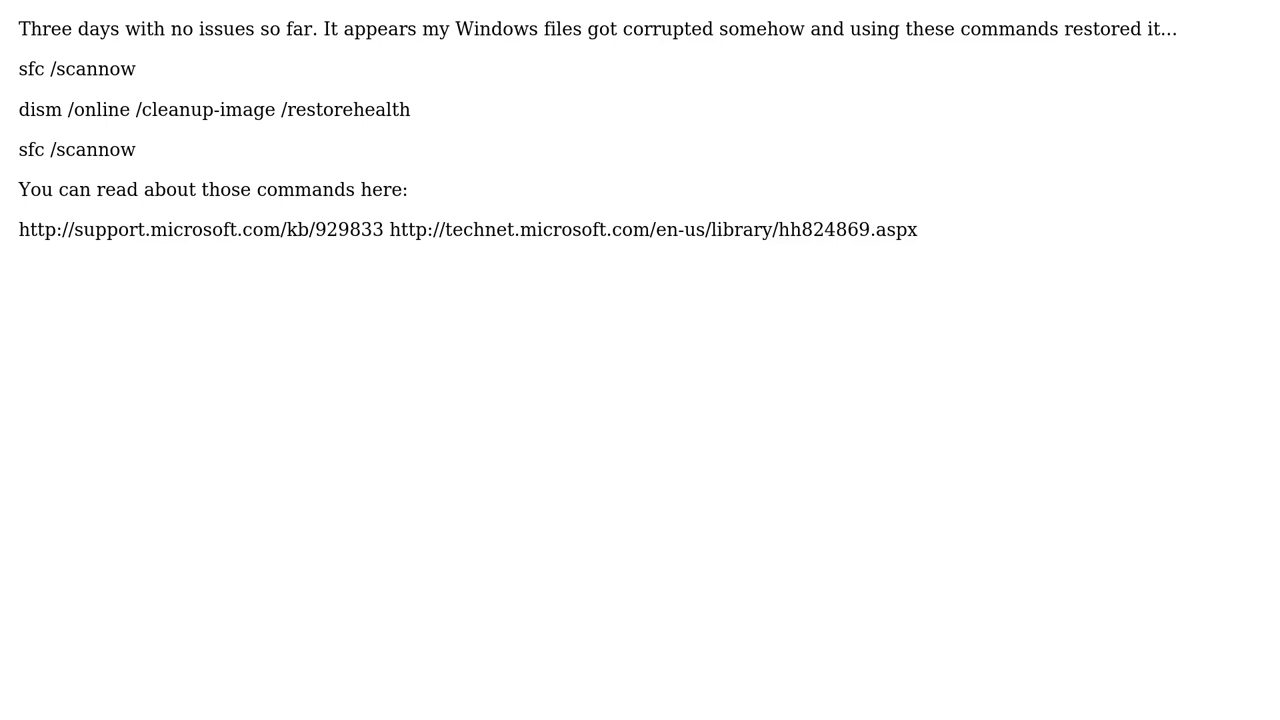 Three days with no issues so far. It appears my Windows files got corrupted somehow and using these commands restored it...
sfc /scannow
dism /online /cleanup-image /restorehealth
sfc /scannow
You can read about those commands here:
http://support.microsoft.com/kb/929833 http://technet.microsoft.com/en-us/library/hh824869.aspx